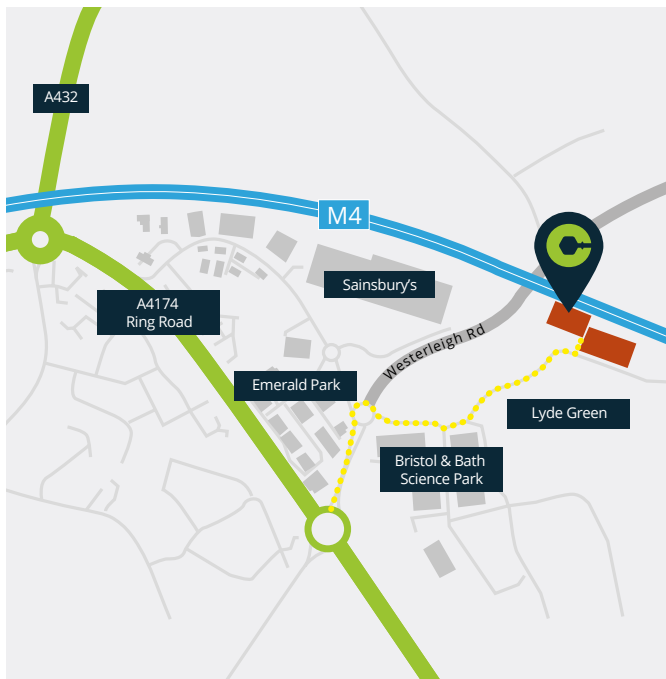 A432
M4
Sainsbury's
A4174
Ring Road
Westerleigh Rd
Emerald Park
Lyde Green
Bristol & Bath
Science Park